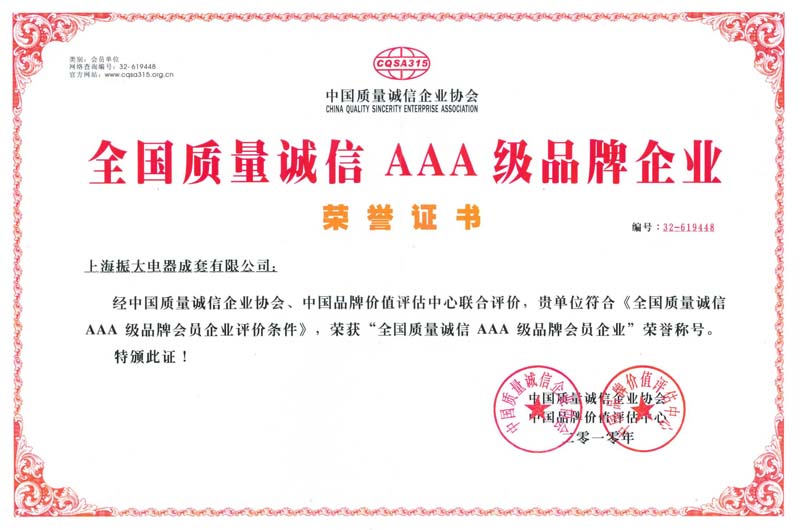 类别：会员单位
网络查询编号：32-619448
官方网站：www.cqsa315.org.cn
CQSA315
中国质量诚信企业协会
CHINA QUALITY SINCERITY ENTERPRISE ASSOCIATION
全国质量诚信 AAA 级品牌企业
荣誉证书
编号：32-619448
上海振大电器成套有限公司：
经中国质量诚信企业协会、中国品牌价值评估中心联合评价，贵单位符合《全国质量诚信
AAA 级品牌会员企业评价条件》，荣获“全国质量诚信 AAA 级品牌会员企业”荣誉称号。
特颁此证！
中国质量诚信企业协会
中国品牌价值评估中心
二零一零年
中国质量诚信企业协会
中国品牌价值评估中心